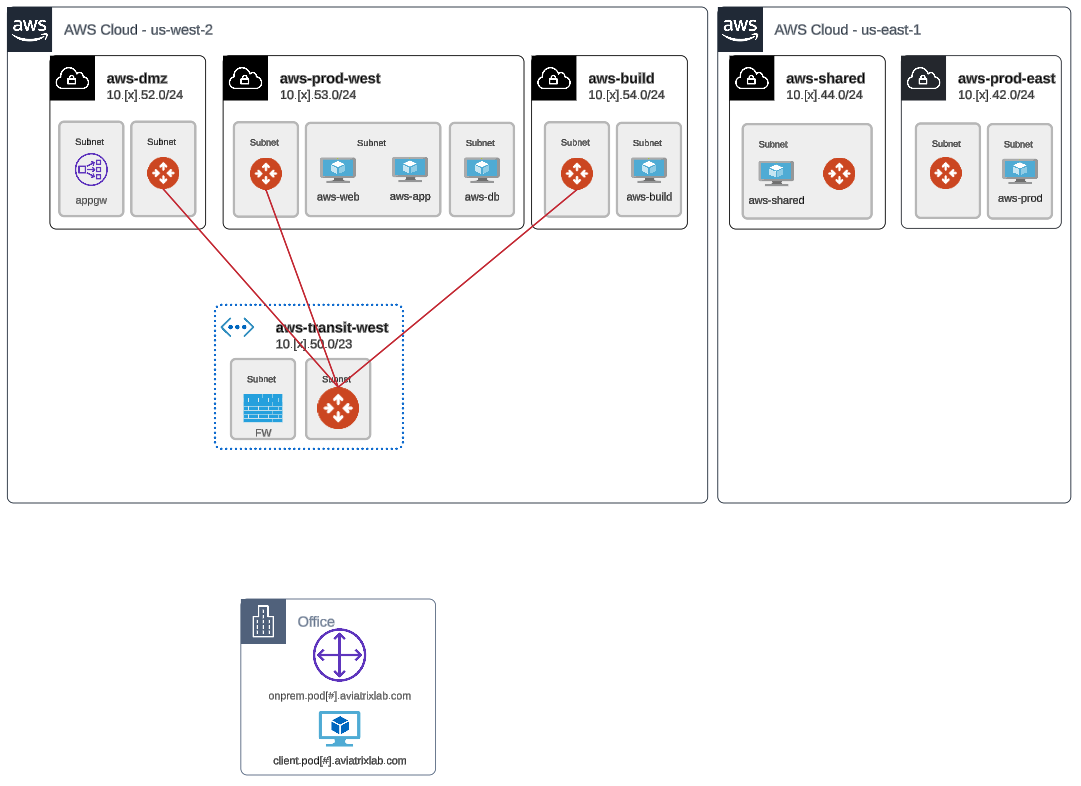 aws
AWS Cloud - us-west-2
aws-dmz
10.[x].52.0/24
Subnet
appgw
Subnet
aws-prod-west
10.[x].53.0/24
Subnet
Subnet
aws-web
aws-app
Subnet
aws-db
aws-build
10.[x].54.0/24
Subnet
Subnet
aws-build
aws-transit-west
10.[x].50.0/23
Subnet
FW
Subnet
aws
AWS Cloud - us-east-1
aws-shared
10.[x].44.0/24
Subnet
aws-shared
aws-prod-east
10.[x].42.0/24
Subnet
Subnet
aws-prod
Office
onprem.pod[#].aviatrixlab.com
client.pod[#].aviatrixlab.com